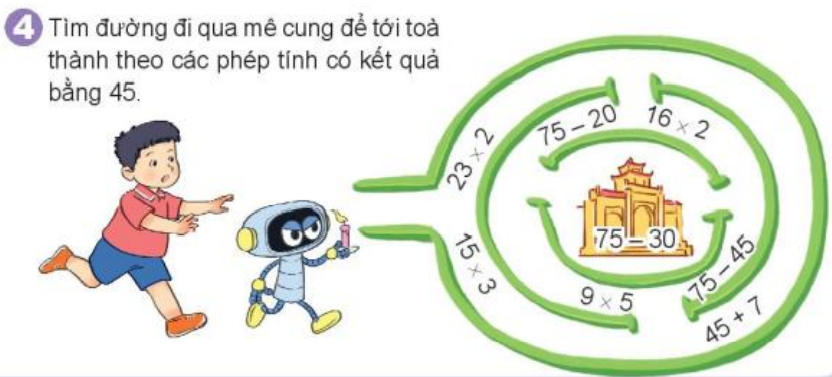 4 Tìm đường đi qua mê cung để tới toà
thành theo các phép tính có kết quả
bằng 45.
23 × 2
75 – 20
16 × 2
75 – 30
15 × 3
9 × 5
75 – 45
45 + 7